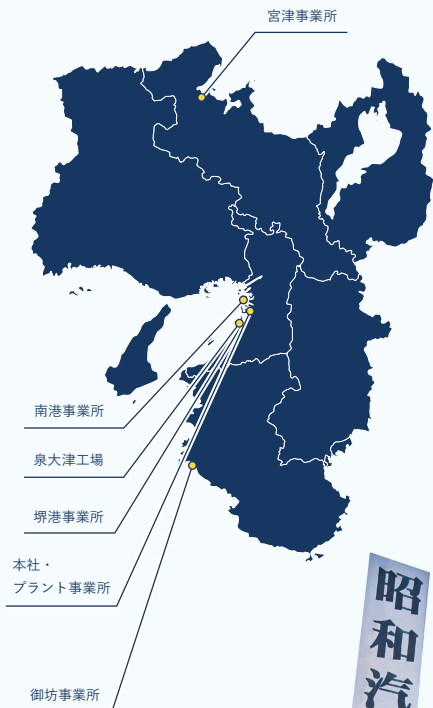 宮津事業所
南港事業所
泉大津工場
堺港事業所
本社・
プラント事業所
御坊事業所
昭和汽